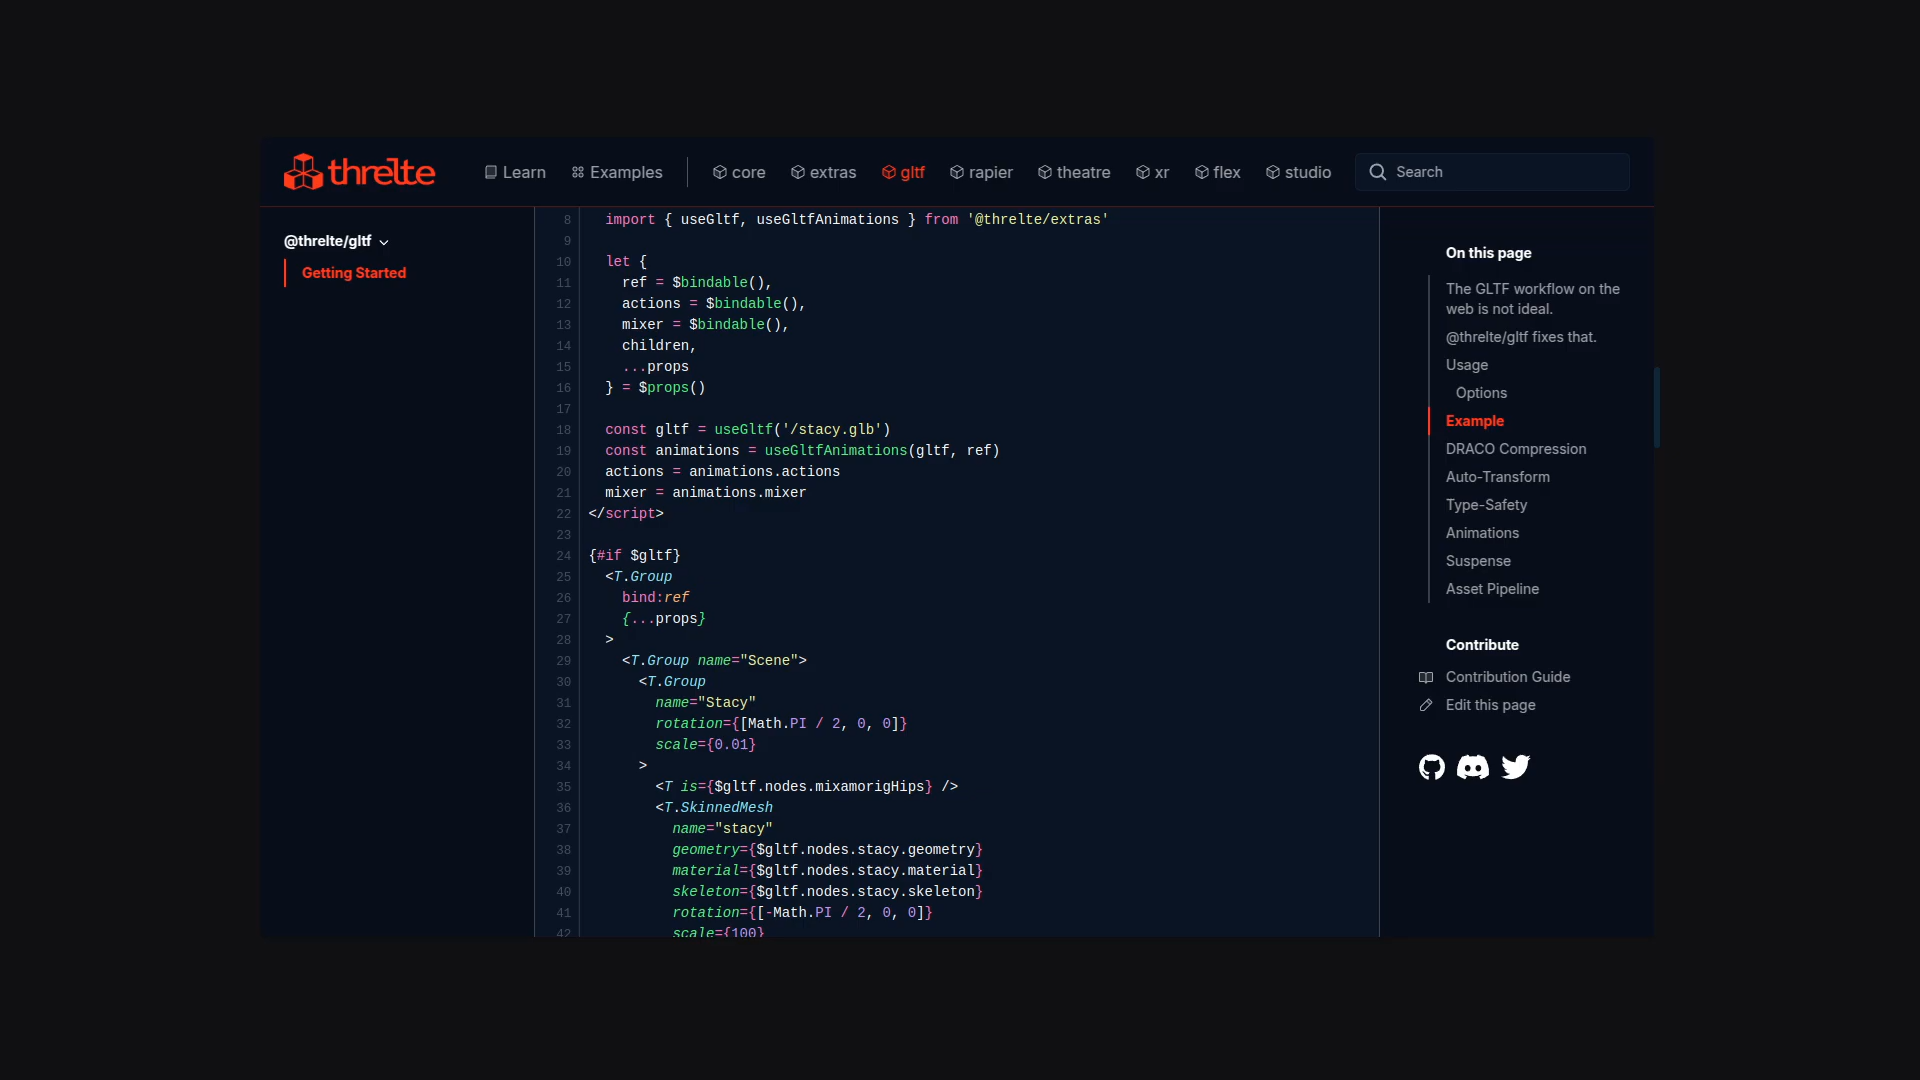 threlte
Learn
Examples
core
extras
gltf
rapier
theatre
xr
flex
studio
Search
@threlte/gltf
Getting Started
8 import { useGltf, useGltfAnimations } from '@threlte/extras'
9
10 let {
11 ref = $bindable(),
12 actions = $bindable(),
13 mixer = $bindable(),
14 children,
15 ...props
16 } = $props()
17
18 const gltf = useGltf('/stacy.glb')
19 const animations = useGltfAnimations(gltf, ref)
20 actions = animations.actions
21 mixer = animations.mixer
22 </script>
23
24 {#if $gltf}
25 <T.Group
26 bind:ref
27 {...props}
28 >
29 <T.Group name="Scene">
30 <T.Group
31 name="Stacy"
32 rotation={[Math.PI / 2, 0, 0]}
33 scale={0.01}
34 >
35 <T is={$gltf.nodes.mixamorigHips} />
36 <T.SkinnedMesh
37 name="stacy"
38 geometry={$gltf.nodes.stacy.geometry}
39 material={$gltf.nodes.stacy.material}
40 skeleton={$gltf.nodes.stacy.skeleton}
41 rotation={[-Math.PI / 2, 0, 0]}
42 scale={100}
On this page
The GLTF workflow on the
web is not ideal.
@threlte/gltf fixes that.
Usage
Options
Example
DRACO Compression
Auto-Transform
Type-Safety
Animations
Suspense
Asset Pipeline
Contribute
Contribution Guide
Edit this page